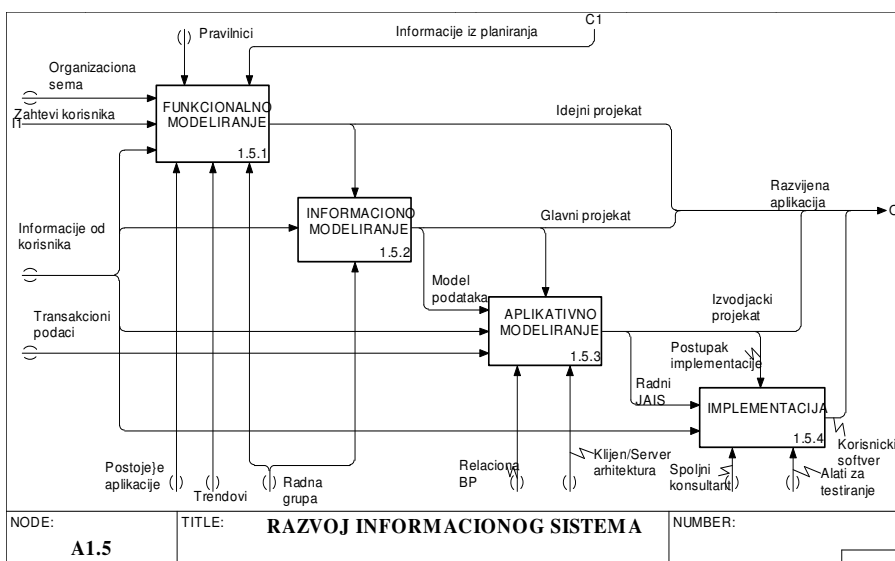 C1
Pravilnici
Informacije iz planiranja
Organizaciona
sema
Zahtevi korisnika
I1
FUNKCIONALNO
MODELIRANJE
1.5.1
Idejni projekat
Razvijena
aplikacija
INFORMACIONO
MODELIRANJE
1.5.2
Glavni projekat
Informacije od
korisnika
Model
podataka
Transakcioni
podaci
APLIKATIVNO
MODELIRANJE
1.5.3
Izvodjacki
projekat
Postupak
implementacije
Radni
JAIS
IMPLEMENTACIJA
1.5.4
Korisnicki
softver
Postoje}e
aplikacije
Trendovi
Radna
grupa
Relaciona
BP
Klijen/Server
arhitektura
Spoljni
konsultant
Alati za
testiranje
NODE:
A1.5
TITLE:
RAZVOJ INFORMACIONOG SISTEMA
NUMBER: